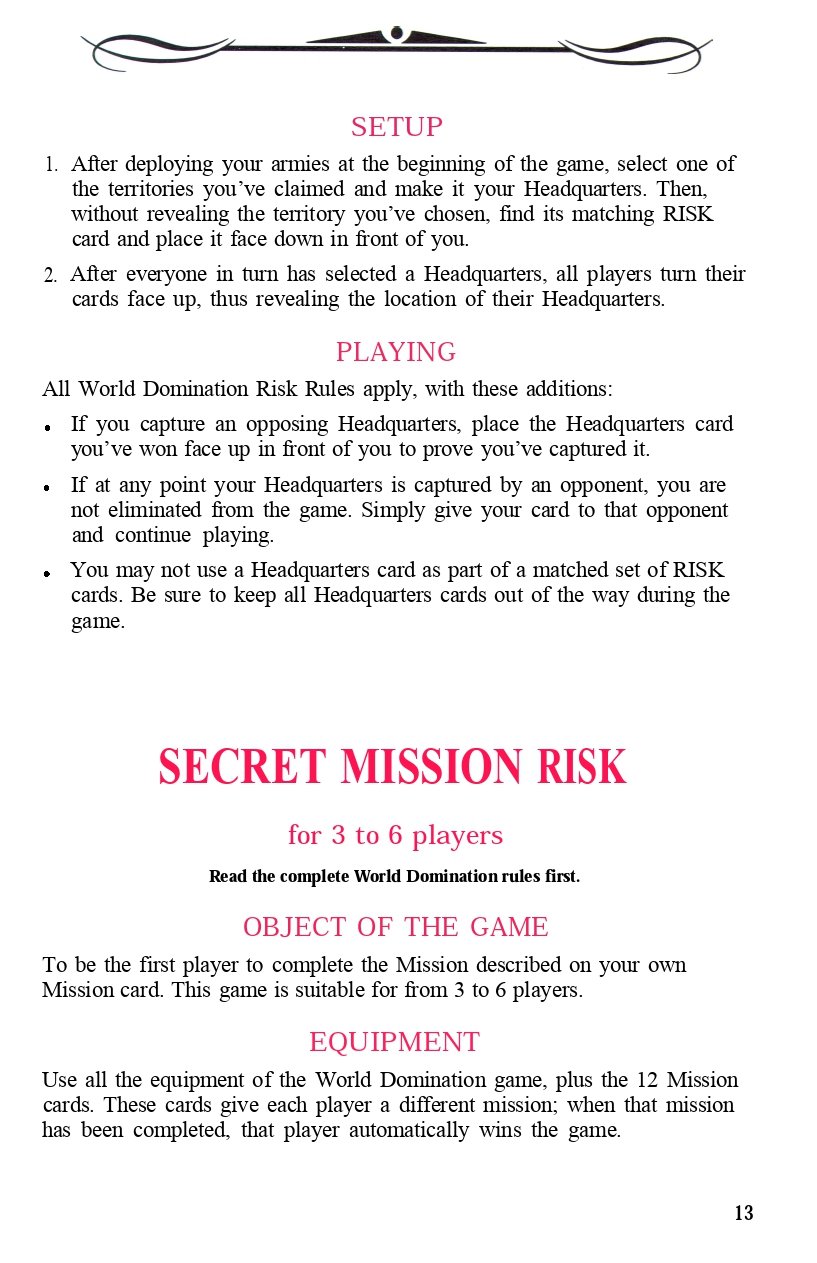 SETUP
1. After deploying your armies at the beginning of the game, select one of
the territories you've claimed and make it your Headquarters. Then,
without revealing the territory you've chosen, find its matching RISK
card and place it face down in front of you.
2. After everyone in turn has selected a Headquarters, all players turn their
cards face up, thus revealing the location of their Headquarters.
PLAYING
All World Domination Risk Rules apply, with these additions:
• If you capture an opposing Headquarters, place the Headquarters card
you've won face up in front of you to prove you've captured it.
• If at any point your Headquarters is captured by an opponent, you are
not eliminated from the game. Simply give your card to that opponent
and continue playing.
• You may not use a Headquarters card as part of a matched set of RISK
cards. Be sure to keep all Headquarters cards out of the way during the
game.
SECRET MISSION RISK
for 3 to 6 players
Read the complete World Domination rules first.
OBJECT OF THE GAME
To be the first player to complete the Mission described on your own
Mission card. This game is suitable for from 3 to 6 players.
EQUIPMENT
Use all the equipment of the World Domination game, plus the 12 Mission
cards. These cards give each player a different mission; when that mission
has been completed, that player automatically wins the game.
13